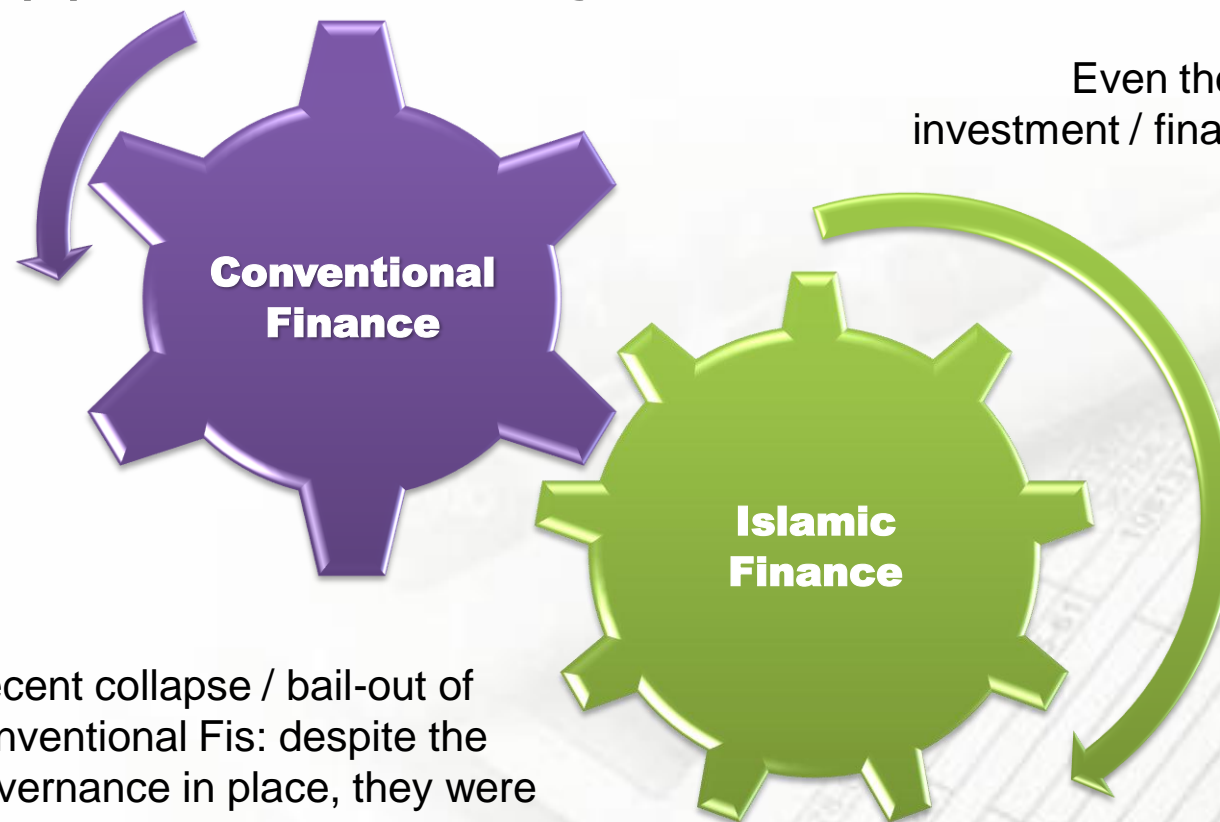 Even the
investment / fina
Conventional
Finance
Islamic
Finance
ecent collapse / bail-out of
nventional Fis: despite the
vernance in place, they were